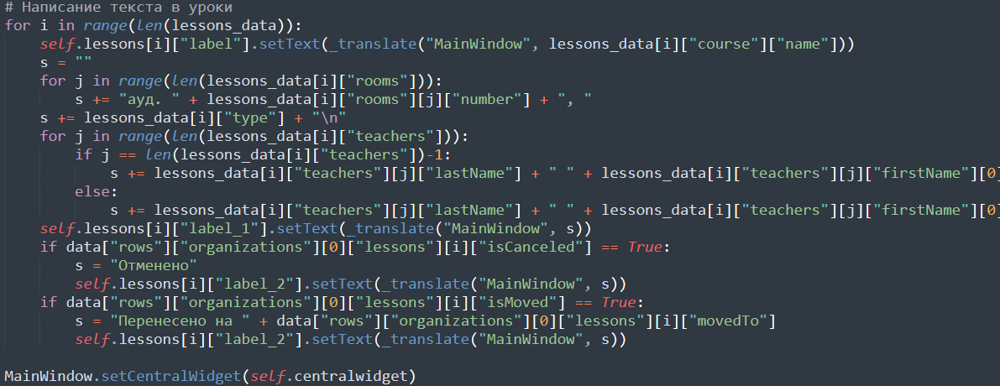 # Написание текста в уроки
for i in range(len(lessons_data)):
    self.lessons[i]["label"].setText(_translate("MainWindow", lessons_data[i]["course"]["name"]))
    s = ""
    for j in range(len(lessons_data[i]["rooms"])):
        s += "ауд. " + lessons_data[i]["rooms"][j]["number"] + ", "
    s += lessons_data[i]["type"] + "\n"
    for j in range(len(lessons_data[i]["teachers"])):
        if j == len(lessons_data[i]["teachers"])-1:
            s += lessons_data[i]["teachers"][j]["lastName"] + " " + lessons_data[i]["teachers"][j]["firstName"][0]
        else:
            s += lessons_data[i]["teachers"][j]["lastName"] + " " + lessons_data[i]["teachers"][j]["firstName"][0]
    self.lessons[i]["label_1"].setText(_translate("MainWindow", s))
    if data["rows"]["organizations"][0]["lessons"][i]["isCanceled"] == True:
        s = "Отменено"
        self.lessons[i]["label_2"].setText(_translate("MainWindow", s))
    if data["rows"]["organizations"][0]["lessons"][i]["isMoved"] == True:
        s = "Перенесено на " + data["rows"]["organizations"][0]["lessons"][i]["movedTo"]
        self.lessons[i]["label_2"].setText(_translate("MainWindow", s))
MainWindow.setCentralWidget(self.centralwidget)